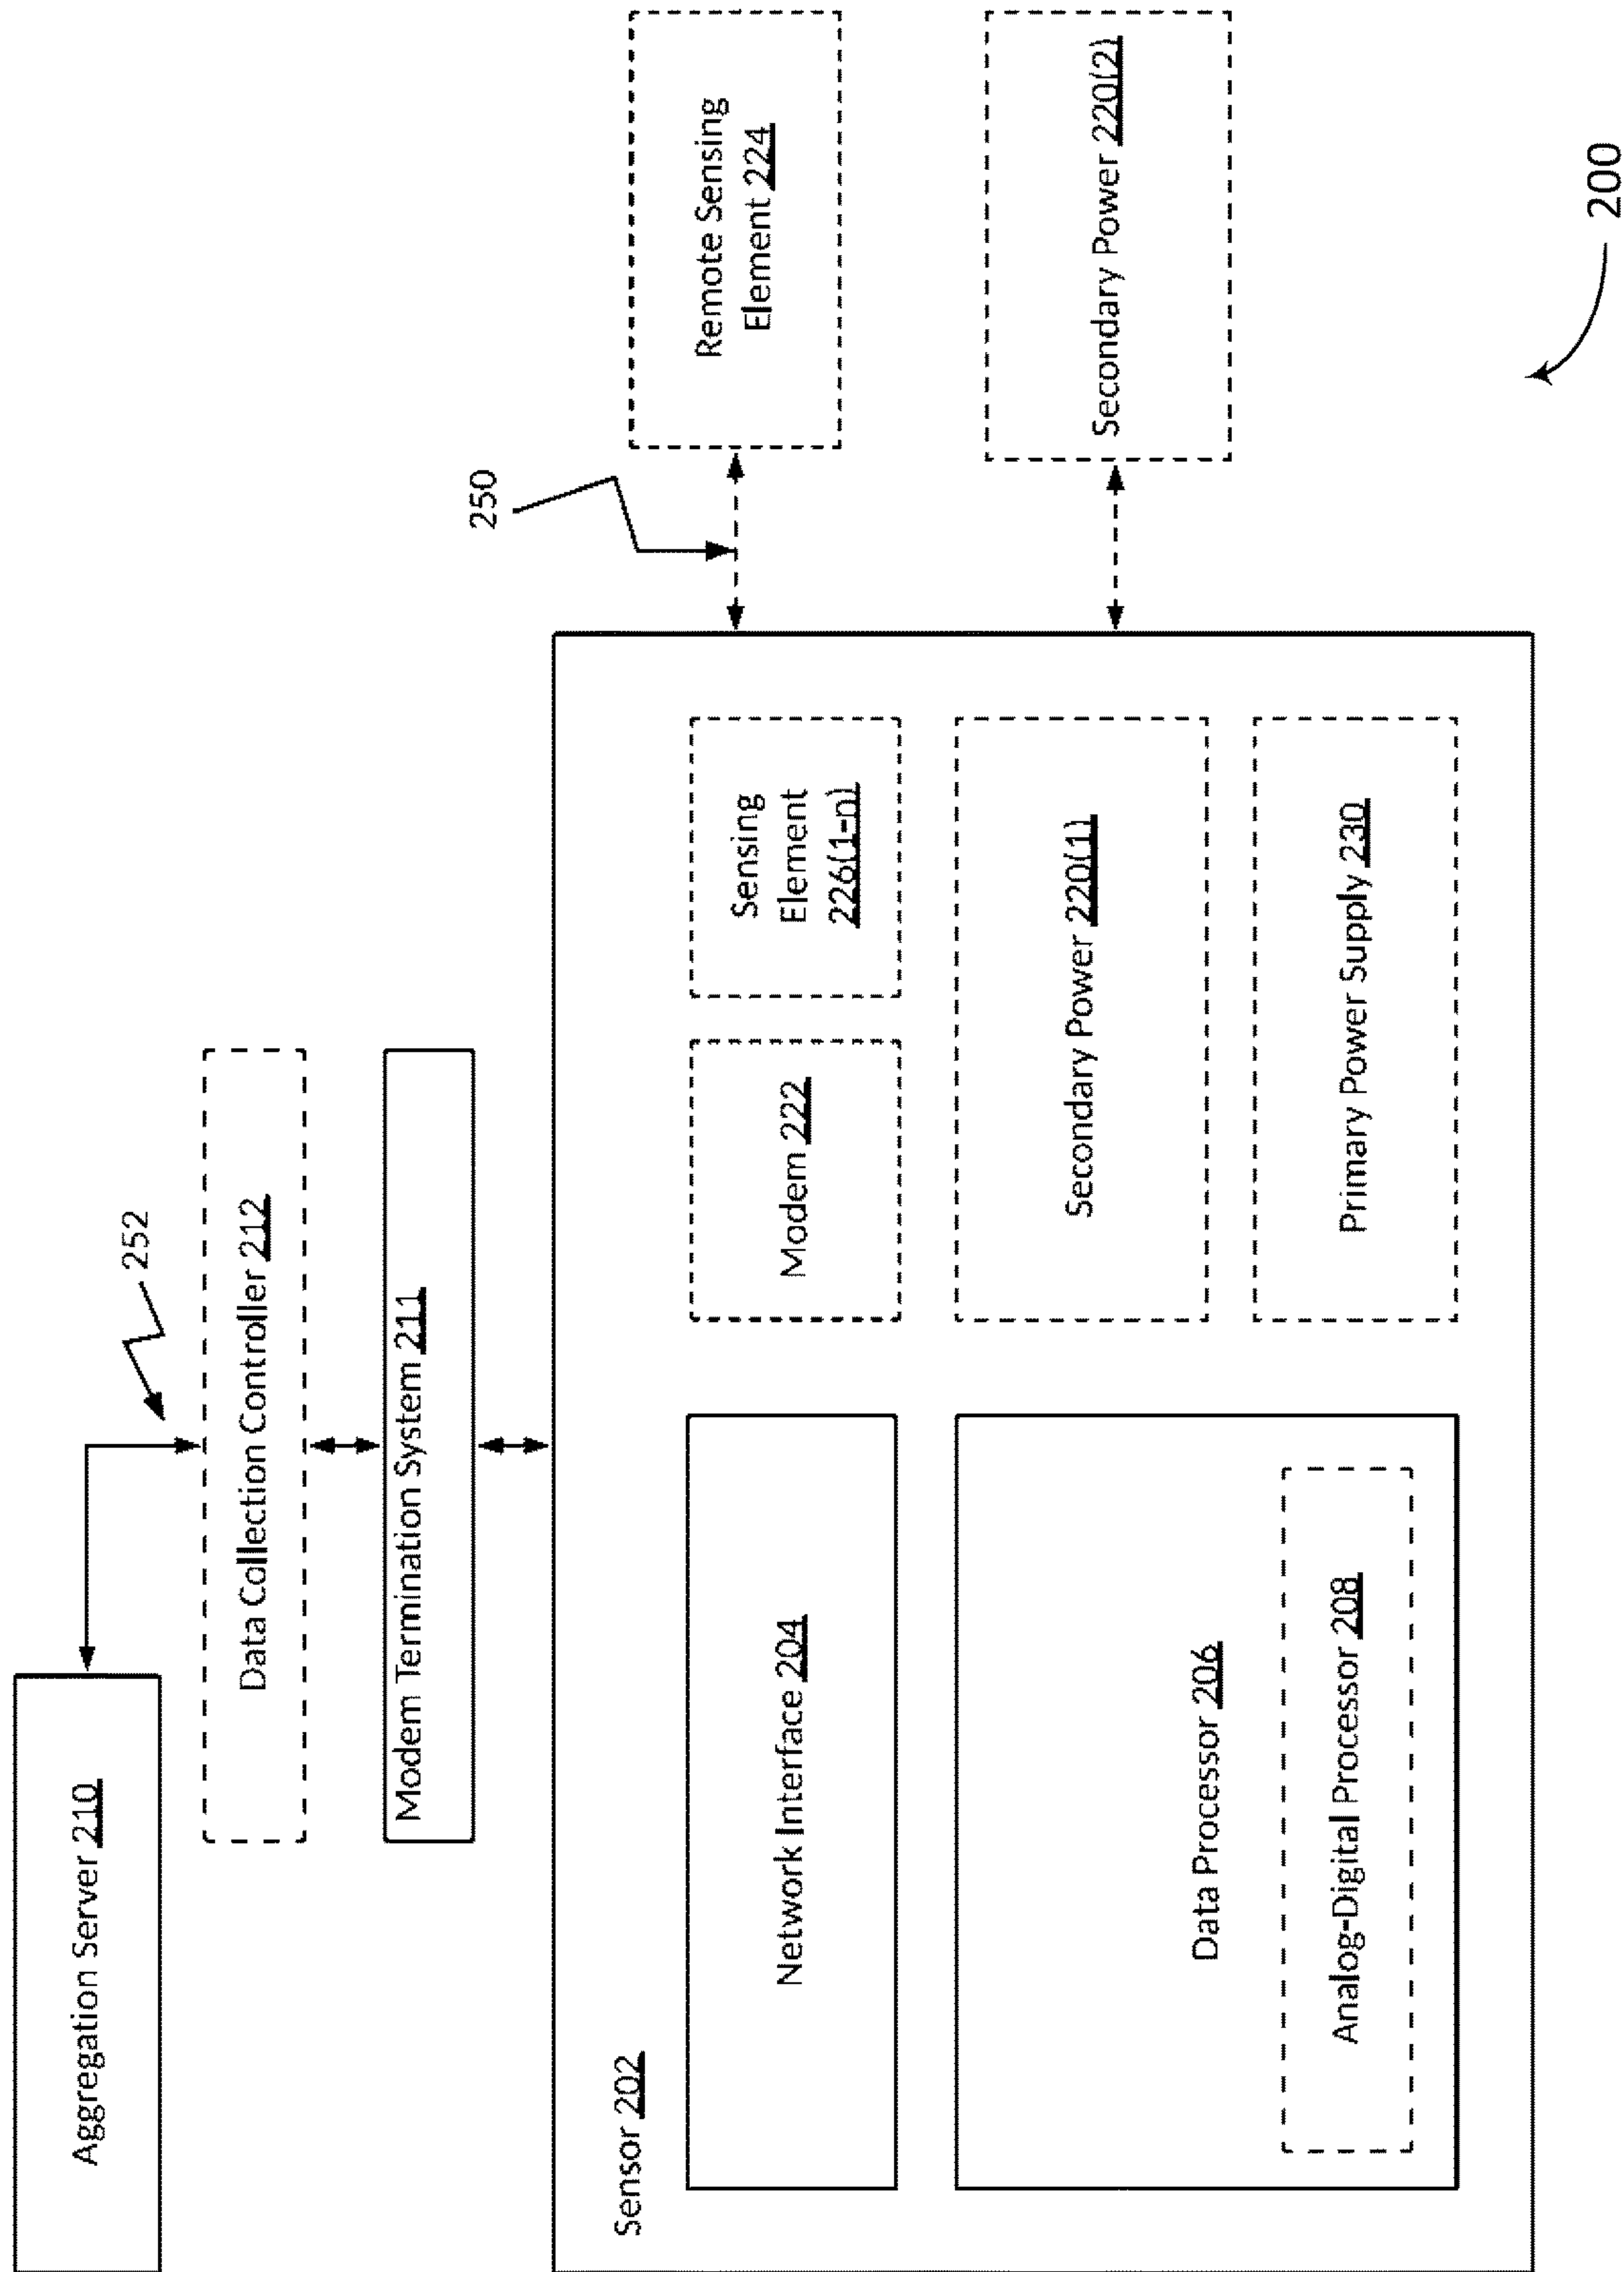 Aggregation Server 210
252
Data Collection Controller 212
Modem Termination System 211
Sensor 202
Network Interface 204
Modem 222
Sensing
Element
226(1-n)
250
Remote Sensing
Element 224
Data Processor 206
Analog-Digital Processor 208
Secondary Power 220(1)
Primary Power Supply 230
Secondary Power 220(2)
200